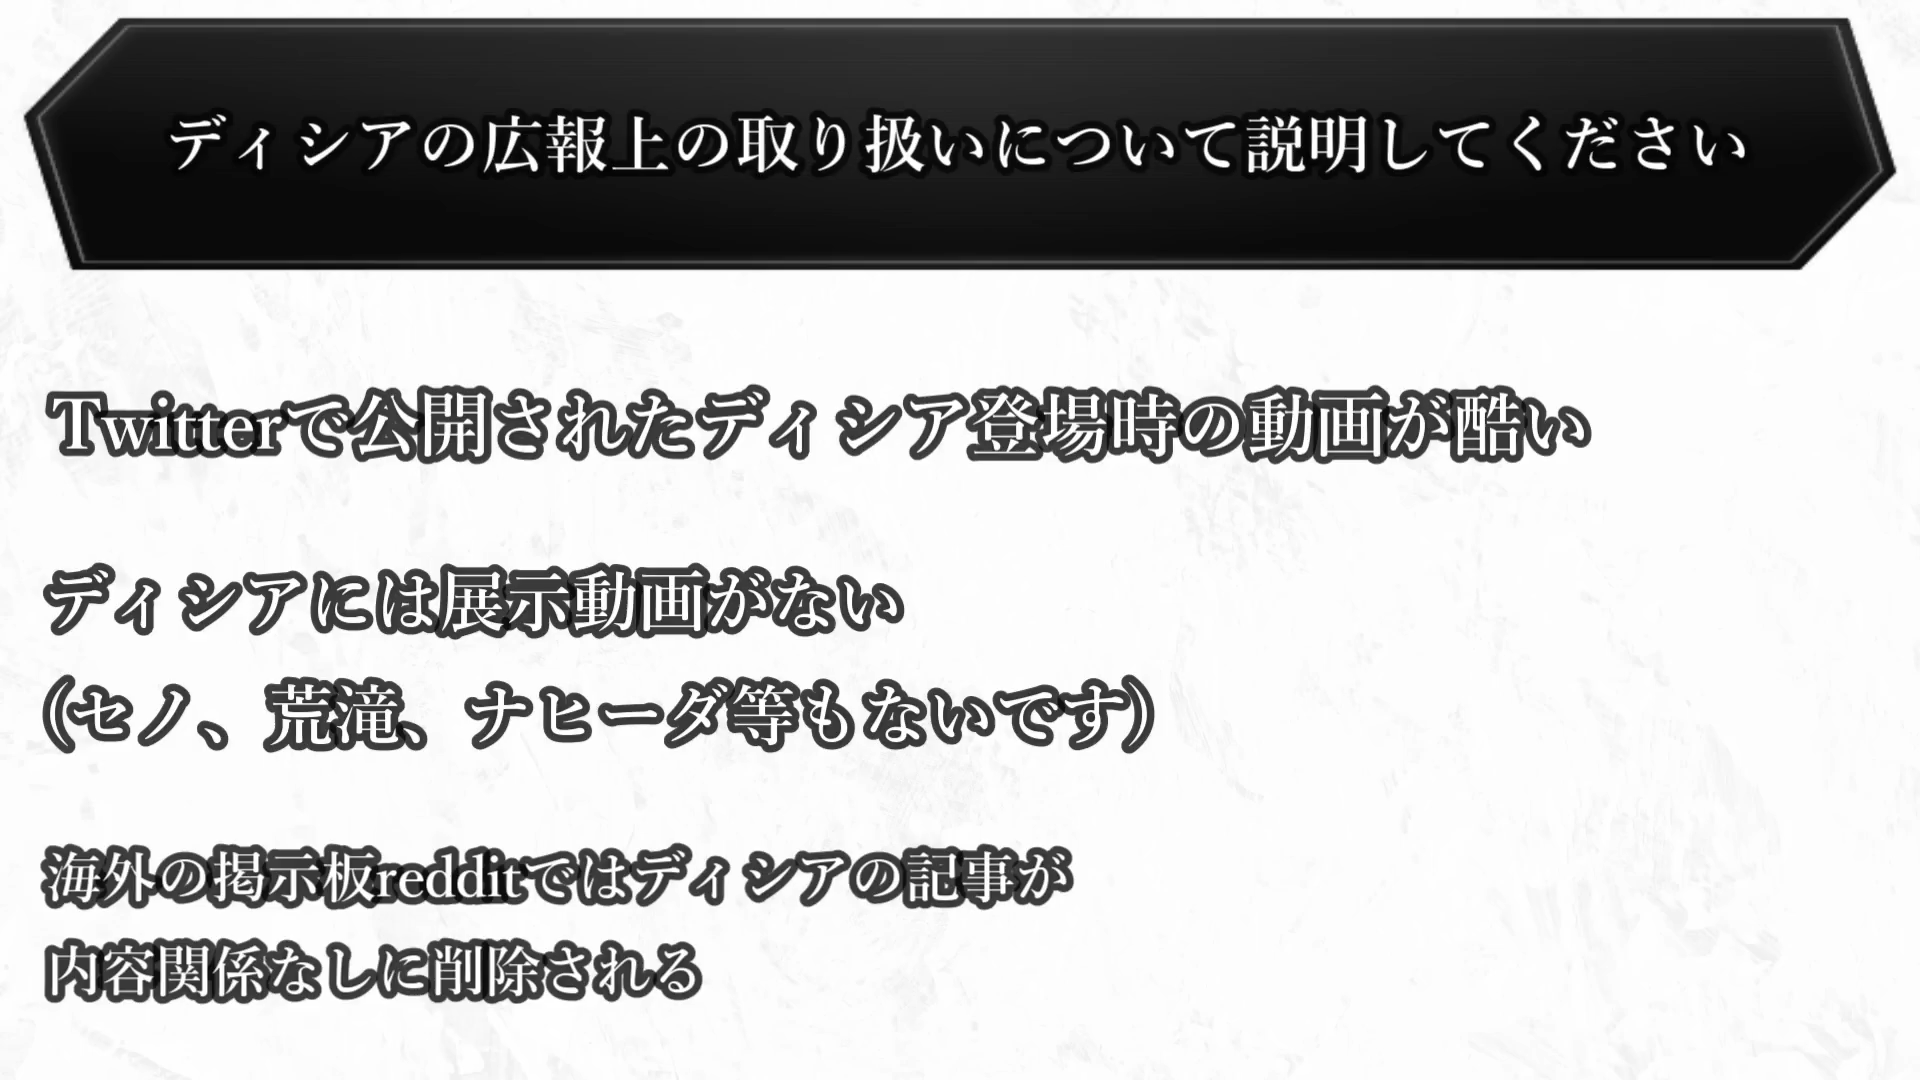 ディシアの広報上の取り扱いについて説明してください
Twitterで公開されたディシア登場時の動画が酷い
ディシアには展示動画がない
(セノ、荒滝、ナヒーダ等もないです)
海外の掲示板redditではディシアの記事が
内容関係なしに削除される